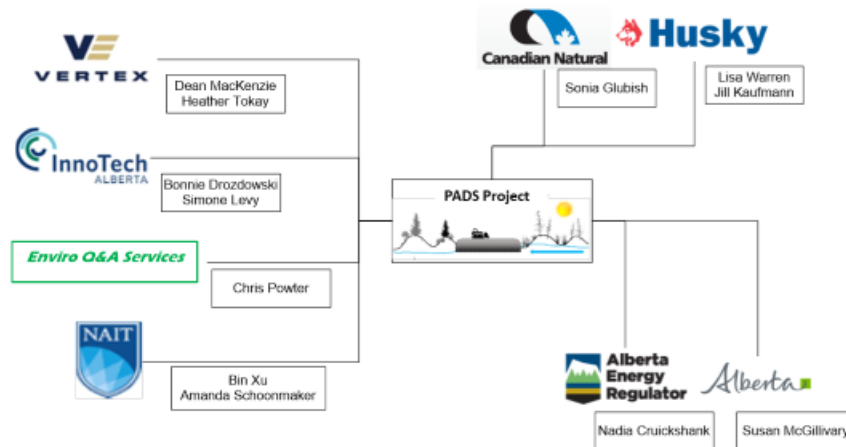 VERTEX
Dean MacKenzie
Heather Tokay
InnoTech
ALBERTA
Bonnie Drozdowski
Simone Levy
Enviro Q&A Services
Chris Powter
NAIT
Bin Xu
Amanda Schoonmaker
Canadian Natural
Sonia Glubish
Husky
Lisa Warren
Jill Kaufmann
PADS Project
Alberta
Energy
Regulator
Nadia Cruickshank
Alberta
Susan McGillivary